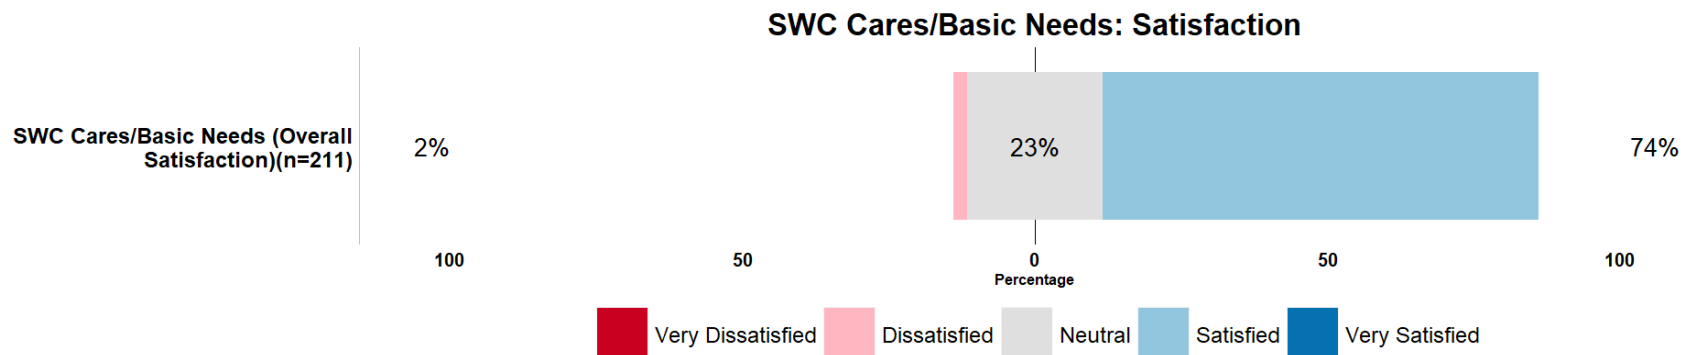 SWC Cares/Basic Needs: Satisfaction
SWC Cares/Basic Needs (Overall
Satisfaction)(n=211)
2%
23%
74%
100
50
0
50
100
Percentage
Very Dissatisfied
Dissatisfied
Neutral
Satisfied
Very Satisfied